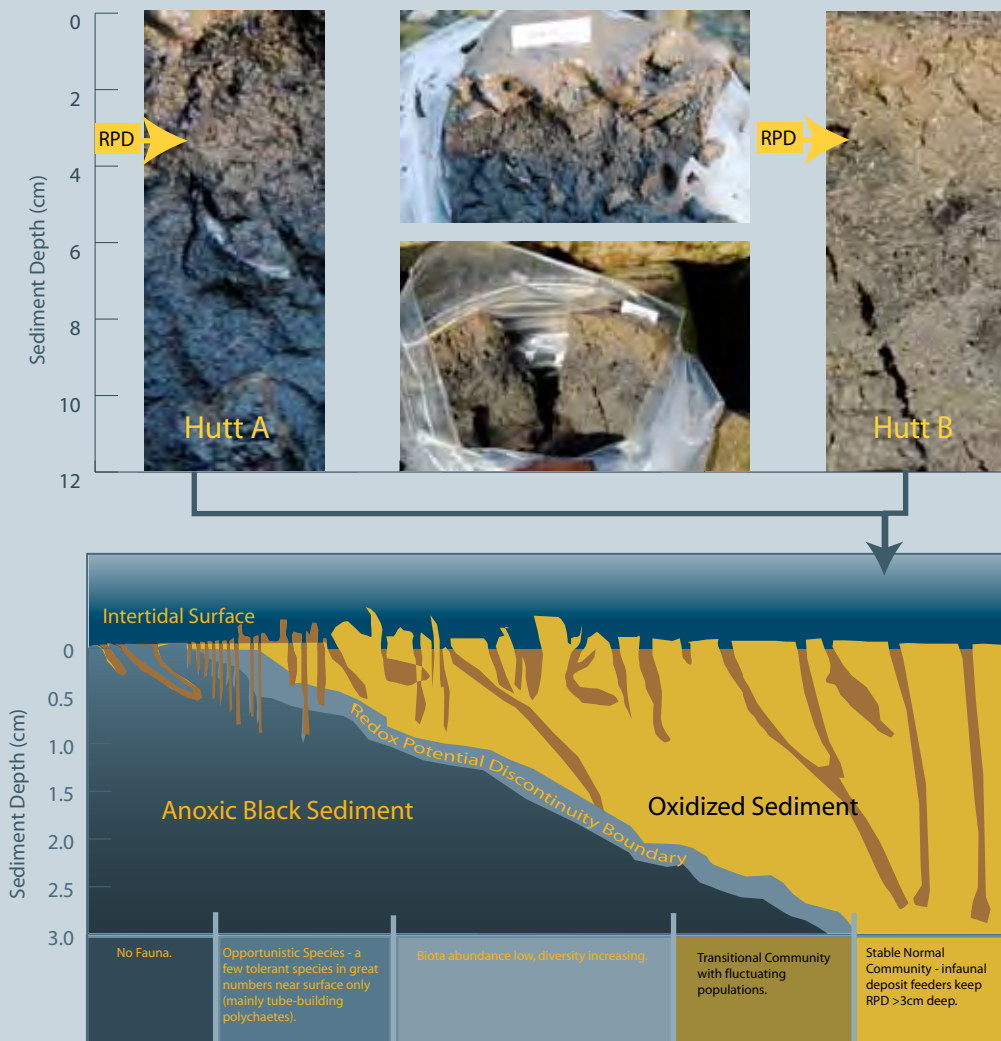 0
2
RPD
RPD
4
6
8
10
12
Sediment Depth (cm)
Hutt A
Hutt B
Intertidal Surface
0
0.5
1.0
1.5
2.0
2.5
3.0
Sediment Depth (cm)
Redox Potential Discontinuity Boundary
Anoxic Black Sediment
Oxidized Sediment
No Fauna.
Opportunistic Species - a
few tolerant species in great
numbers near surface only
(mainly tube-building
polychaetes).
Biota abundance low, diversity increasing.
Transitional Community
with fluctuating
populations.
Stable Normal
Community - infaunal
deposit feeders keep
RPD >3cm deep.